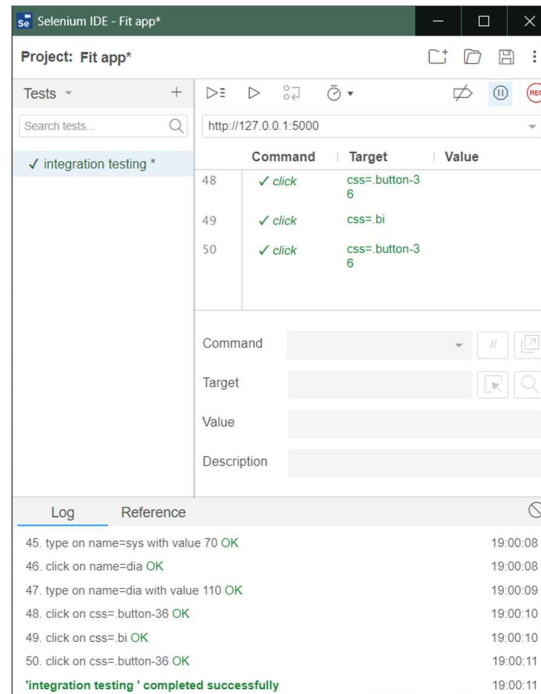 Se Selenium IDE - Fit app*
Project: Fit app*
Tests
Search tests...
✓ integration testing *
http://127.0.0.1:5000
REC
Command Target Value
48 ✓ click css=.button-3
6
49 ✓ click css=.bi
50 ✓ click css=.button-3
6
Command
//
Target
Value
Description
Log Reference
45. type on name=sys with value 70 OK 19:00:08
46. click on name=dia OK 19:00:08
47. type on name=dia with value 110 OK 19:00:09
48. click on css=.button-36 OK 19:00:10
49. click on css=.bi OK 19:00:10
50. click on css=.button-36 OK 19:00:11
'integration testing ' completed successfully 19:00:11